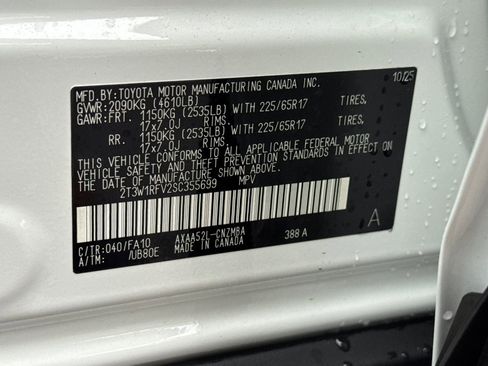 MFD.BY:TOYOTA MOTOR MANUFACTURING CANADA INC. 10/25
GVWR:2090KG (4610LB)
GAWR:FRT. 1150KG (2535LB) WITH 225/65R17 TIRES,
17x7.0J RIMS
RR. 1150KG (2535LB) WITH 225/65R17 TIRES,
17x7.0J RIMS
THIS VEHICLE CONFORMS TO ALL APPLICABLE FEDERAL MOTOR
VEHICLE SAFETY AND THEFT PREVENTION STANDARDS IN EFFECT ON
THE DATE OF MANUFACTURE SHOWN ABOVE.
2T3W1RFV2SC355699 MPV
A
C/TR:040/FA10 AXAA52L-CNZMBA 388 A
A/TM: /UB80E MADE IN CANADA